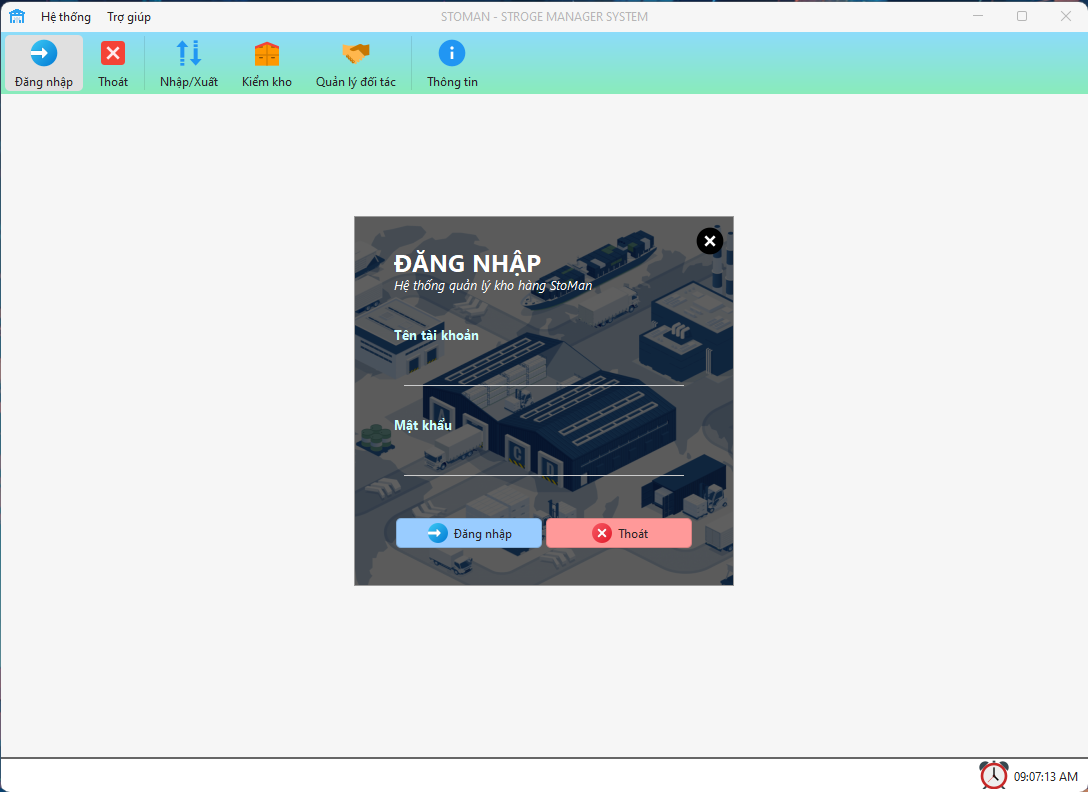 Hệ thống Trợ giúp STOMAN - STROGE MANAGER SYSTEM
Đăng nhập Thoát Nhập/Xuất Kiểm kho Quản lý đối tác Thông tin
ĐĂNG NHẬP
Hệ thống quản lý kho hàng StoMan
Tên tài khoản
Mật khẩu
Đăng nhập Thoát
09:07:13 AM